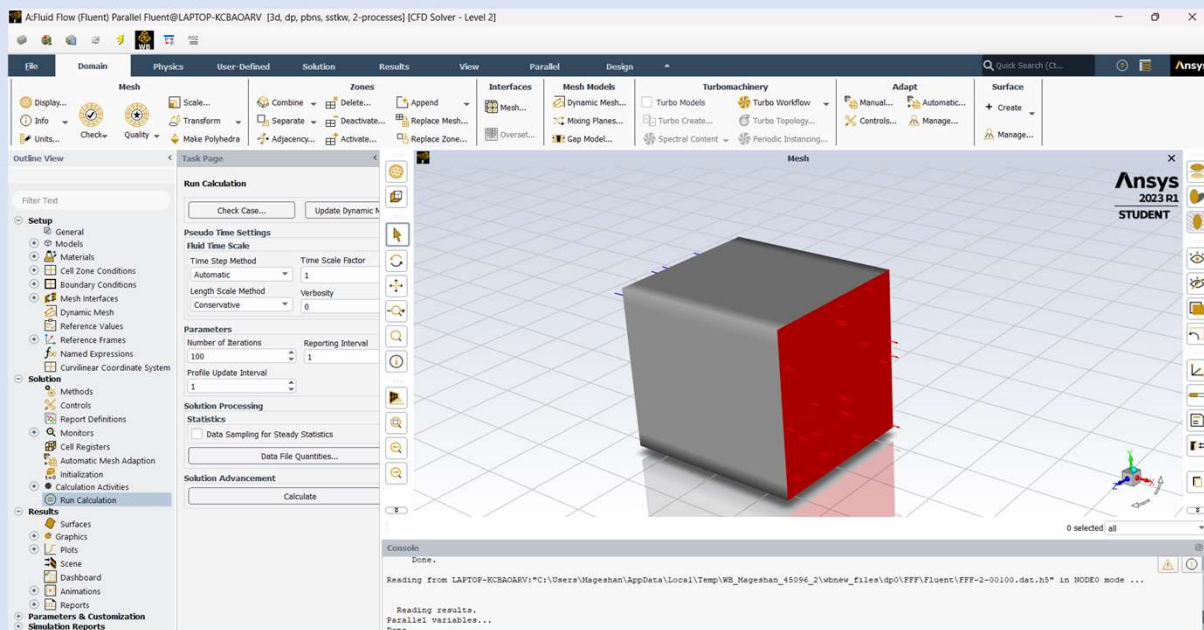 A:Fluid Flow (Fluent) Parallel Fluent@LAPTOP-KCBAOARV [3d, dp, pbns, sstkw, 2-processes] [CFD Solver - Level 2]
WB
File Domain Physics User-Defined Solution Results View Parallel Design Quick Search (Ct... Ansys
Mesh Zones Interfaces Mesh Models Turbomachinery Adapt Surface
Display... Scale... Combine Delete... Append Mesh... Dynamic Mesh... Turbo Models Turbo Workflow Manual... Automatic... + Create
Info Check Quality Transform Separate Deactivate... Replace Mesh... Mixing Planes... Turbo Create... Turbo Topology... Controls... Manage...
Units... Make Polyhedra Adjacency... Activate... Replace Zone... Overset... Gap Model... Spectral Content Periodic Instancing... Manage...
Outline View < Task Page < Mesh
Filter Text
Setup
General
Models
Materials
Cell Zone Conditions
Boundary Conditions
Mesh Interfaces
Dynamic Mesh
Reference Values
Reference Frames
Named Expressions
Curvilinear Coordinate System
Solution
Methods
Controls
Report Definitions
Monitors
Cell Registers
Automatic Mesh Adaption
Initialization
Calculation Activities
Run Calculation
Results
Surfaces
Graphics
Plots
Scene
Dashboard
Animations
Reports
Parameters & Customization
Simulation Reports
Run Calculation
Check Case... Update Dynamic M
Pseudo Time Settings
Fluid Time Scale
Time Step Method Time Scale Factor
Automatic 1
Length Scale Method Verbosity
Conservative 0
Parameters
Number of Iterations Reporting Interval
100 1
Profile Update Interval
1
Solution Processing
Statistics
Data Sampling for Steady Statistics
Data File Quantities...
Solution Advancement
Calculate
Ansys
2023 R1
STUDENT
Y
Z X
0 selected all
Console
Done.
Reading from LAPTOP-KCBAOARV:"C:\Users\Mageshan\AppData\Local\Temp\WB_Mageshan_45096_2\wbnew_files\dp0\FFF\Fluent\FFF-2-00100.dat.h5" in NODE0 mode ...
Reading results.
Parallel variables...
Done.